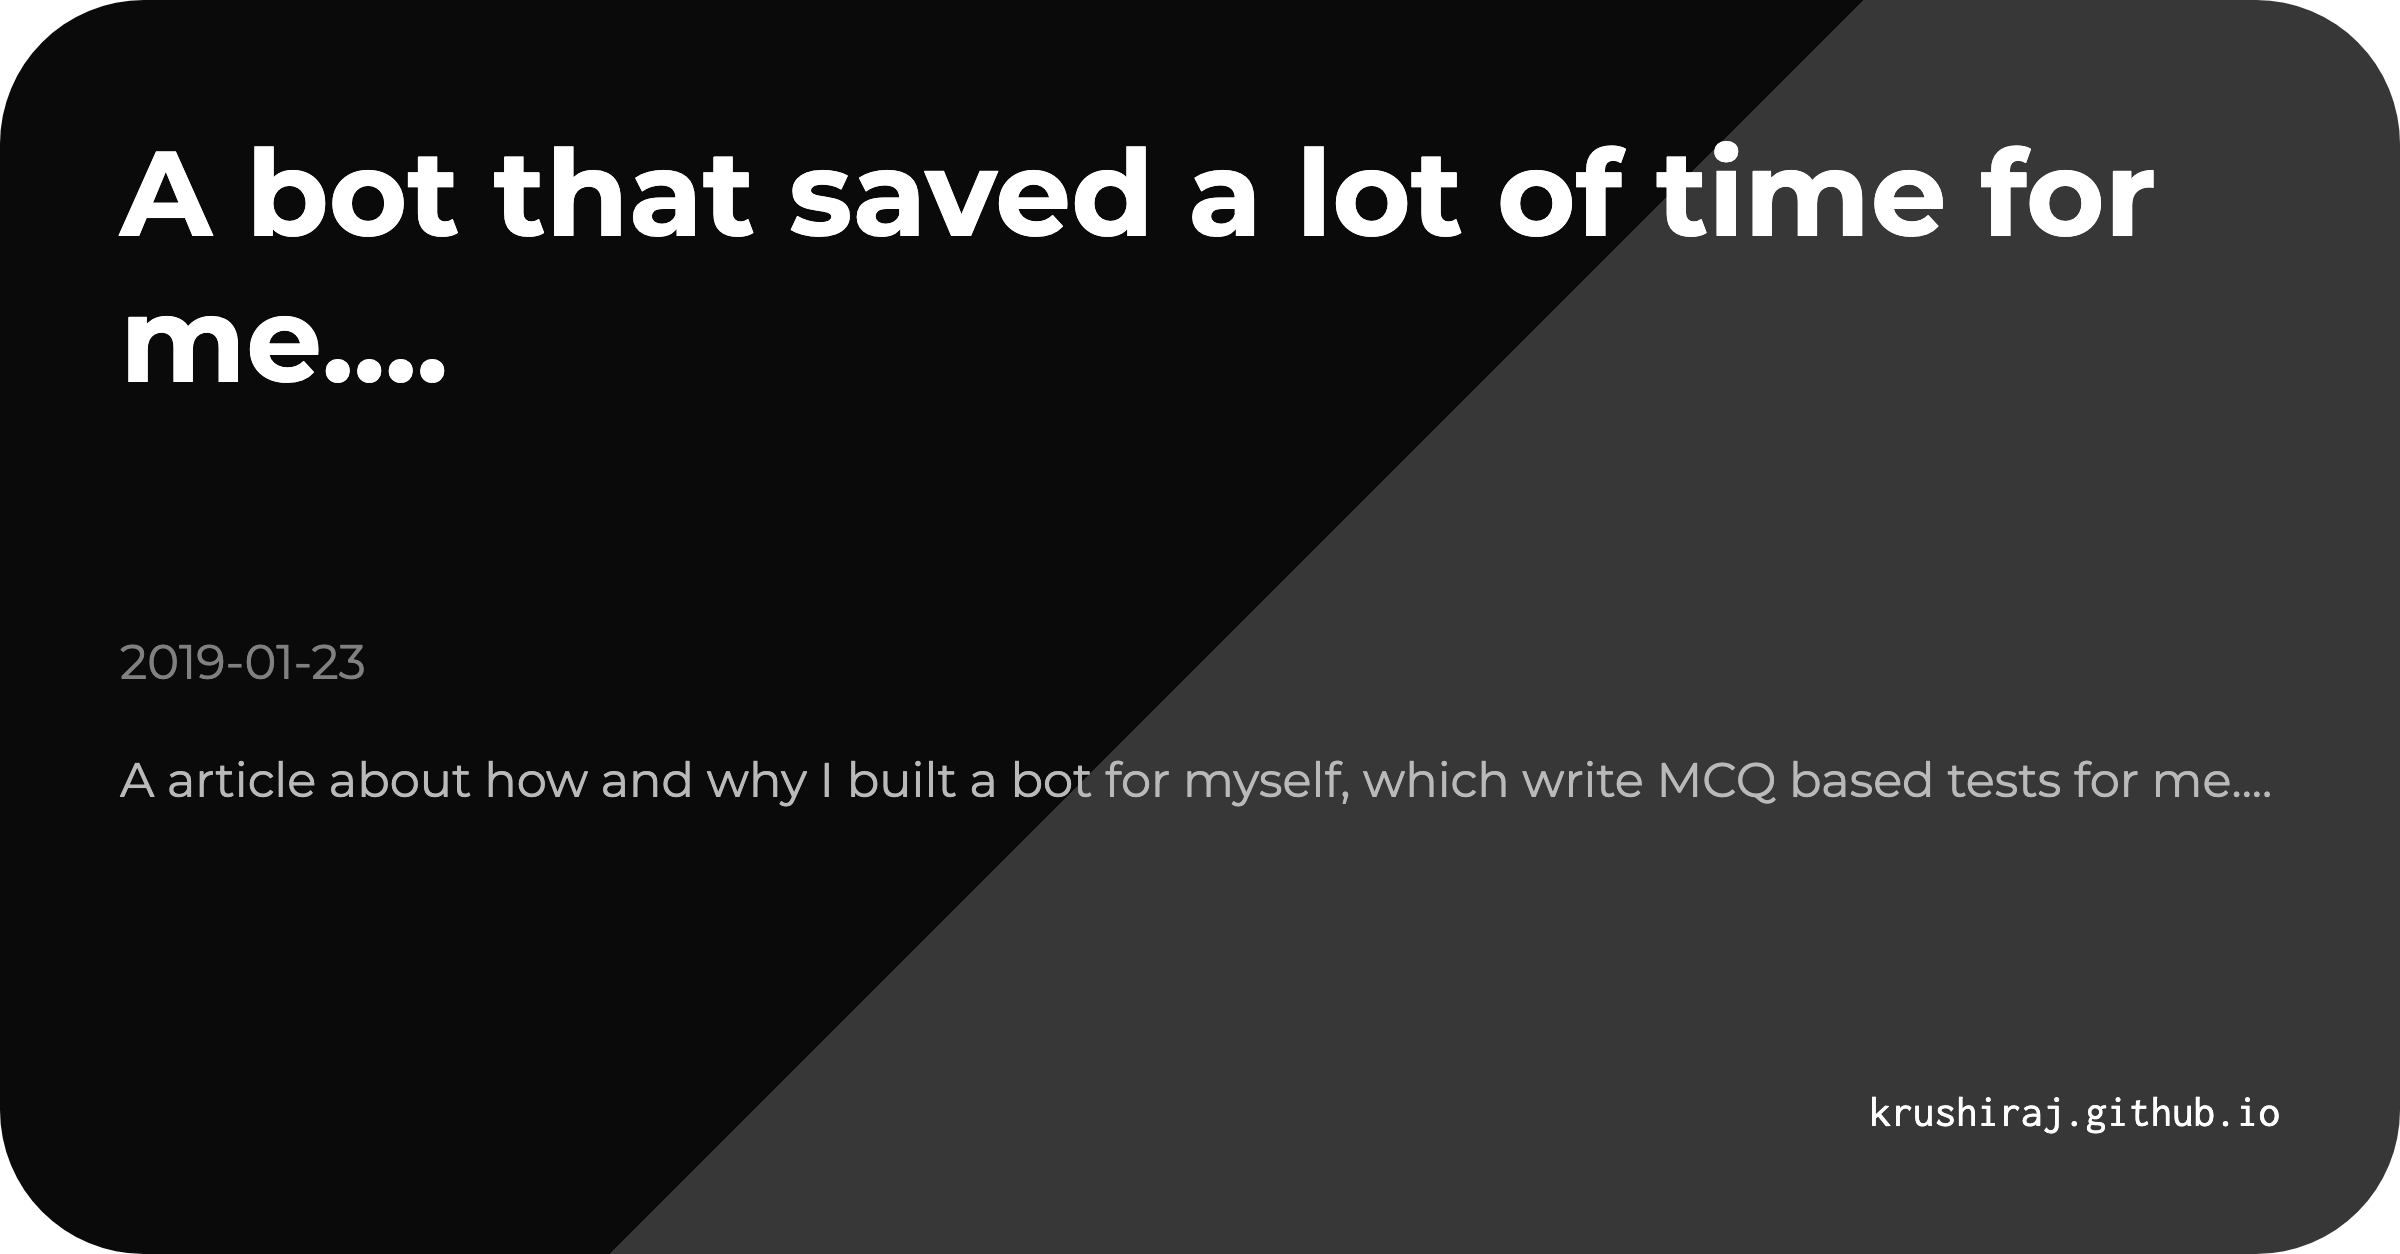 A bot that saved a lot of time for
me....
2019-01-23
A article about how and why I built a bot for myself, which write MCQ based tests for me....
krushiraj.github.io